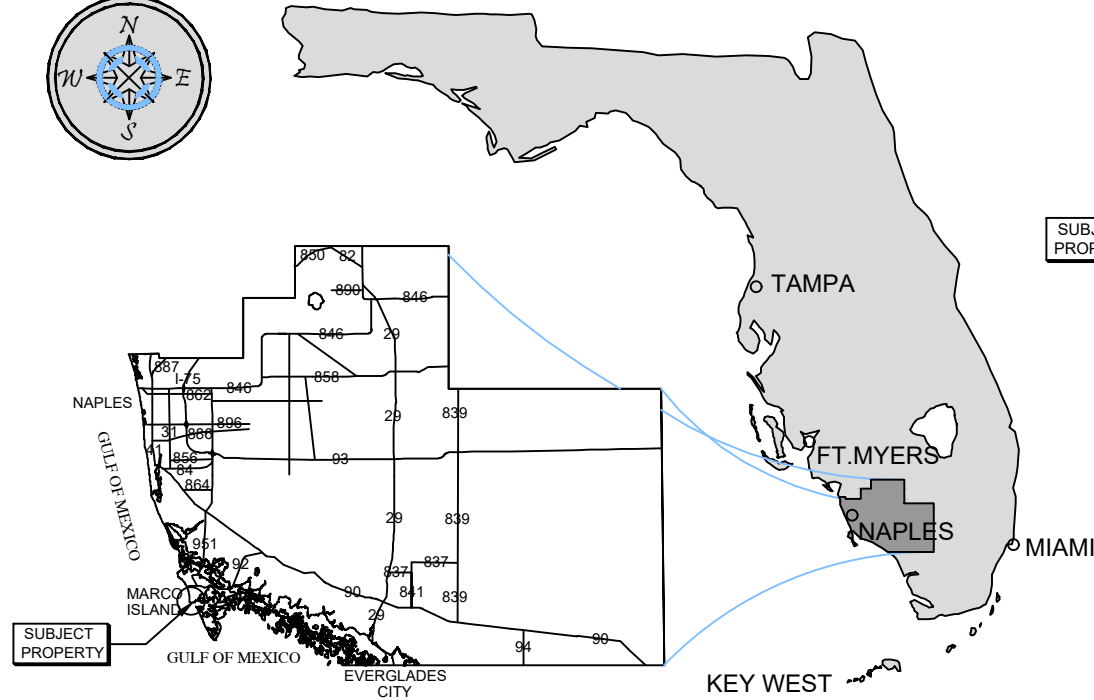 N
W
E
S
TAMPA
FT.MYERS
NAPLES
MIAMI
KEY WEST
850
82
890
846
846
29
887
I-75
858
846
862
NAPLES
29
839
896
31
886
41
856
93
84
864
GULF OF MEXICO
29
839
951
92
837
837
90
841
839
MARCO
ISLAND
29
90
94
SUBJECT
PROPERTY
GULF OF MEXICO
EVERGLADES
CITY